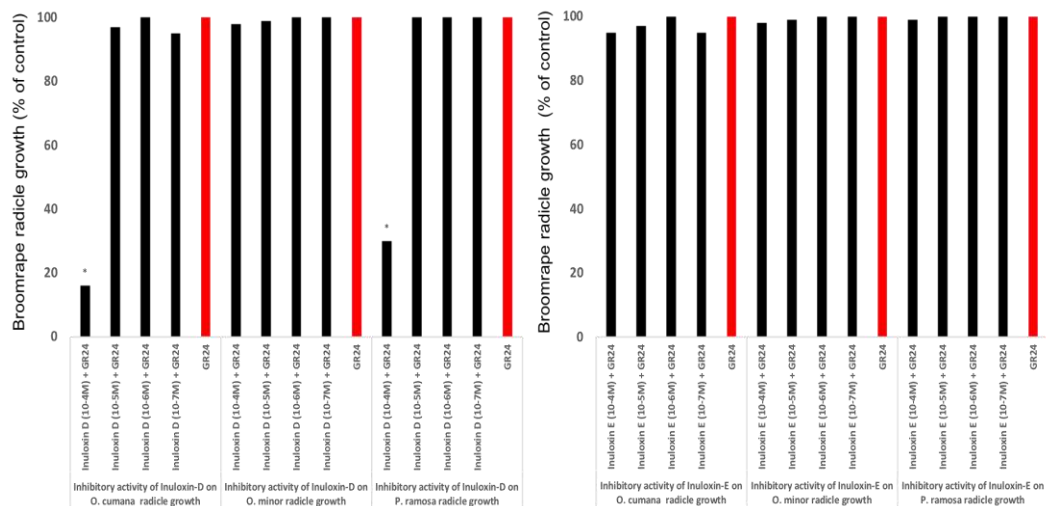 Broomrape radicle growth (% of control)
100
80
60
40
20
0
*
*
Inuloxin D (10-4M) + GR24
Inuloxin D (10-5M) + GR24
Inuloxin D (10-6M) + GR24
Inuloxin D (10-7M) + GR24
GR24
Inuloxin D (10-4M) + GR24
Inuloxin D (10-5M) + GR24
Inuloxin D (10-6M) + GR24
Inuloxin D (10-7M) + GR24
GR24
Inuloxin D (10-4M) + GR24
Inuloxin D (10-5M) + GR24
Inuloxin D (10-6M) + GR24
Inuloxin D (10-7M) + GR24
GR24
Inhibitory activity of Inuloxin-D on
O. cumana radicle growth
Inhibitory activity of Inuloxin-D on
O. minor radicle growth
Inhibitory activity of Inuloxin-D on
P. ramosa radicle growth
Broomrape radicle growth (% of control)
100
80
60
40
20
0
Inuloxin E (10-4M) + GR24
Inuloxin E (10-5M) + GR24
Inuloxin E (10-6M) + GR24
Inuloxin E (10-7M) + GR24
GR24
Inuloxin E (10-4M) + GR24
Inuloxin E (10-5M) + GR24
Inuloxin E (10-6M) + GR24
Inuloxin E (10-7M) + GR24
GR24
Inuloxin E (10-4M) + GR24
Inuloxin E (10-5M) + GR24
Inuloxin E (10-6M) + GR24
Inuloxin E (10-7M) + GR24
GR24
Inhibitory activity of Inuloxin-E on
O. cumana radicle growth
Inhibitory activity of Inuloxin-E on
O. minor radicle growth
Inhibitory activity of Inuloxin-E on
P. ramosa radicle growth